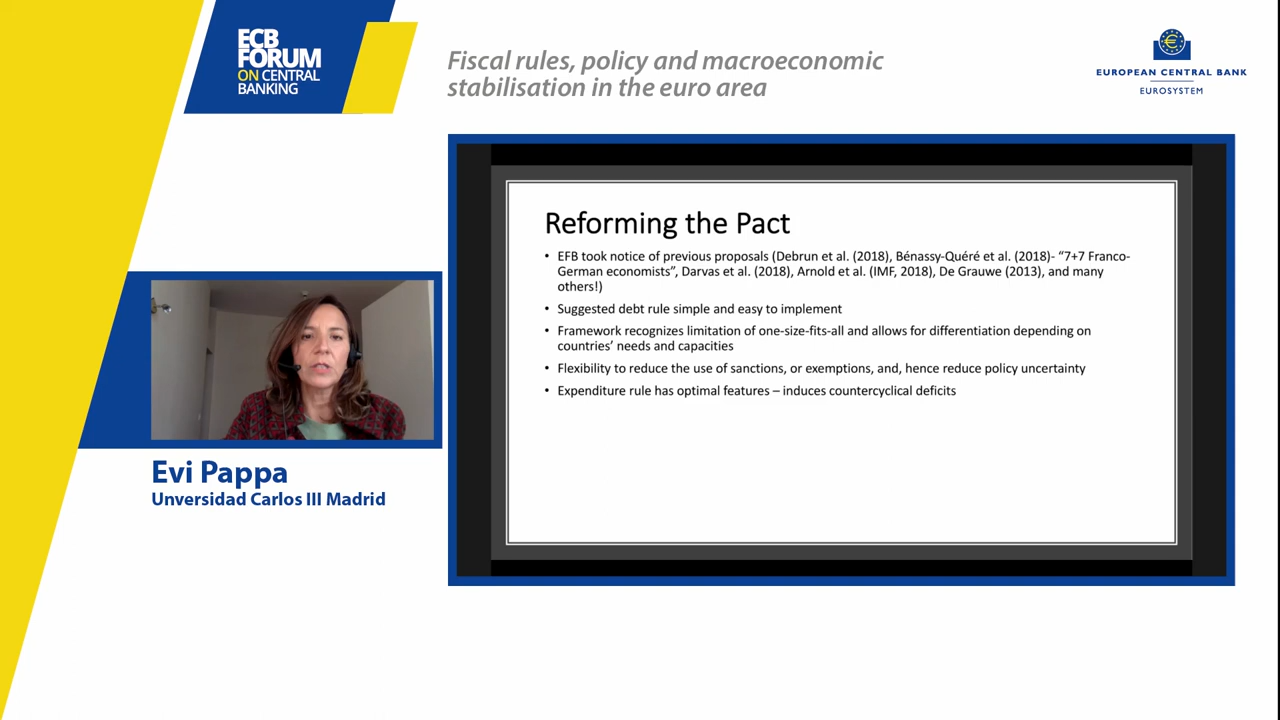 ECB
FORUM
ON CENTRAL
BANKING
Fiscal rules, policy and macroeconomic
stabilisation in the euro area
EUROPEAN CENTRAL BANK
EUROSYSTEM
Reforming the Pact
• EFB took notice of previous proposals (Debrun et al. (2018), Bénassy-Quéré et al. (2018)- “7+7 Franco-
German economists”, Darvas et al. (2018), Arnold et al. (IMF, 2018), De Grauwe (2013), and many
others!)
• Suggested debt rule simple and easy to implement
• Framework recognizes limitation of one-size-fits-all and allows for differentiation depending on
countries’ needs and capacities
• Flexibility to reduce the use of sanctions, or exemptions, and, hence reduce policy uncertainty
• Expenditure rule has optimal features – induces countercyclical deficits
Evi Pappa
Unversidad Carlos III Madrid